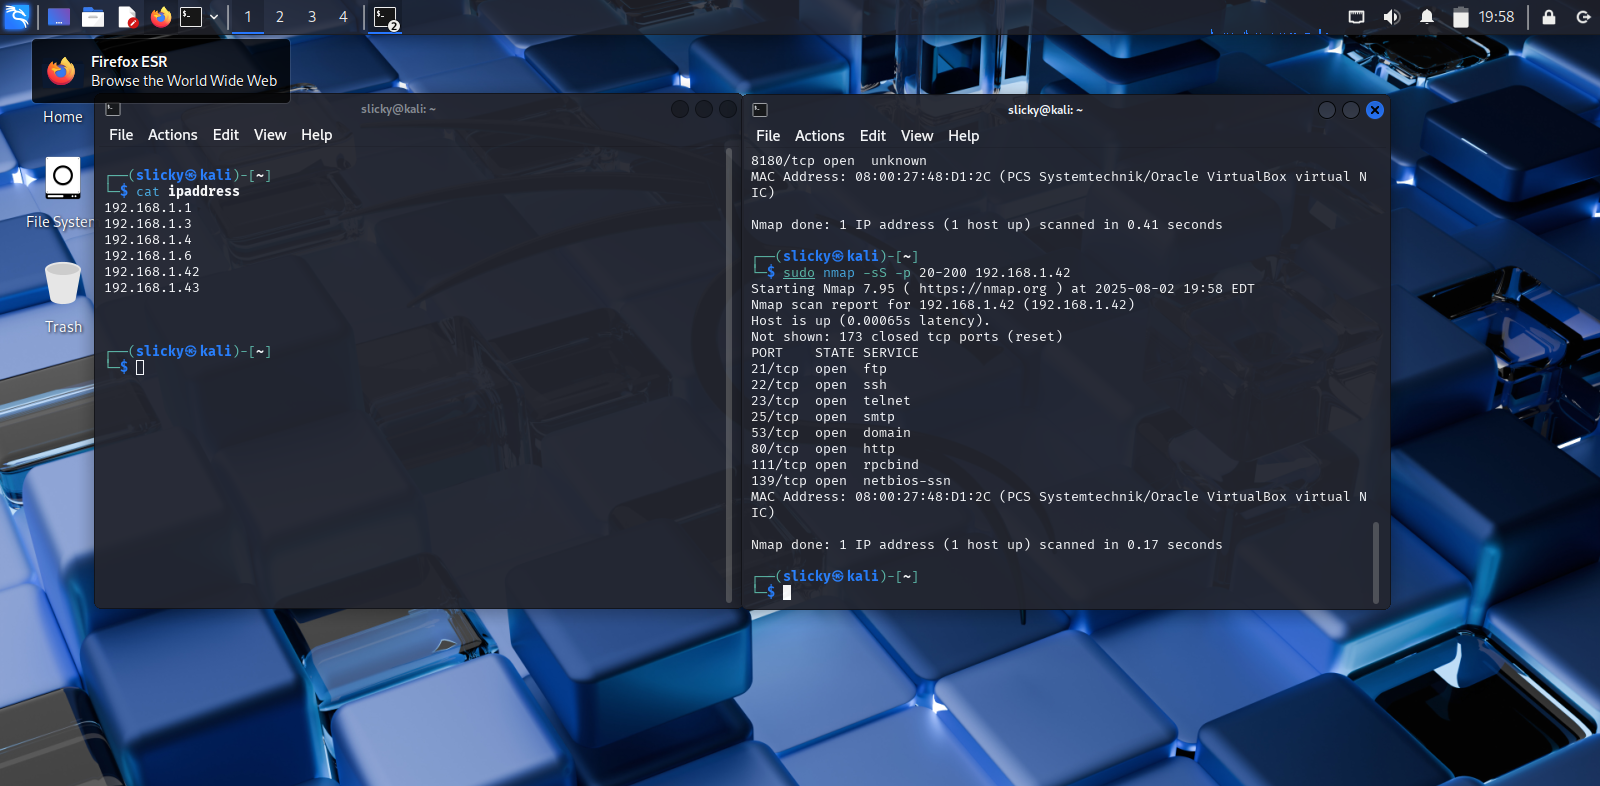 1 2 3 4
2
19:58
Firefox ESR
Browse the World Wide Web
Home
File System
Trash
slicky@kali: ~
File Actions Edit View Help
┌──(slicky㉿kali)-[~]
└─$ cat ipaddress
192.168.1.1
192.168.1.3
192.168.1.4
192.168.1.6
192.168.1.42
192.168.1.43
┌──(slicky㉿kali)-[~]
└─$
slicky@kali: ~
File Actions Edit View Help
8180/tcp open  unknown
MAC Address: 08:00:27:48:D1:2C (PCS Systemtechnik/Oracle VirtualBox virtual N
IC)
Nmap done: 1 IP address (1 host up) scanned in 0.41 seconds
┌──(slicky㉿kali)-[~]
└─$ sudo nmap -sS -p 20-200 192.168.1.42
Starting Nmap 7.95 ( https://nmap.org ) at 2025-08-02 19:58 EDT
Nmap scan report for 192.168.1.42 (192.168.1.42)
Host is up (0.00065s latency).
Not shown: 173 closed tcp ports (reset)
PORT    STATE SERVICE
21/tcp  open  ftp
22/tcp  open  ssh
23/tcp  open  telnet
25/tcp  open  smtp
53/tcp  open  domain
80/tcp  open  http
111/tcp open  rpcbind
139/tcp open  netbios-ssn
MAC Address: 08:00:27:48:D1:2C (PCS Systemtechnik/Oracle VirtualBox virtual N
IC)
Nmap done: 1 IP address (1 host up) scanned in 0.17 seconds
┌──(slicky㉿kali)-[~]
└─$